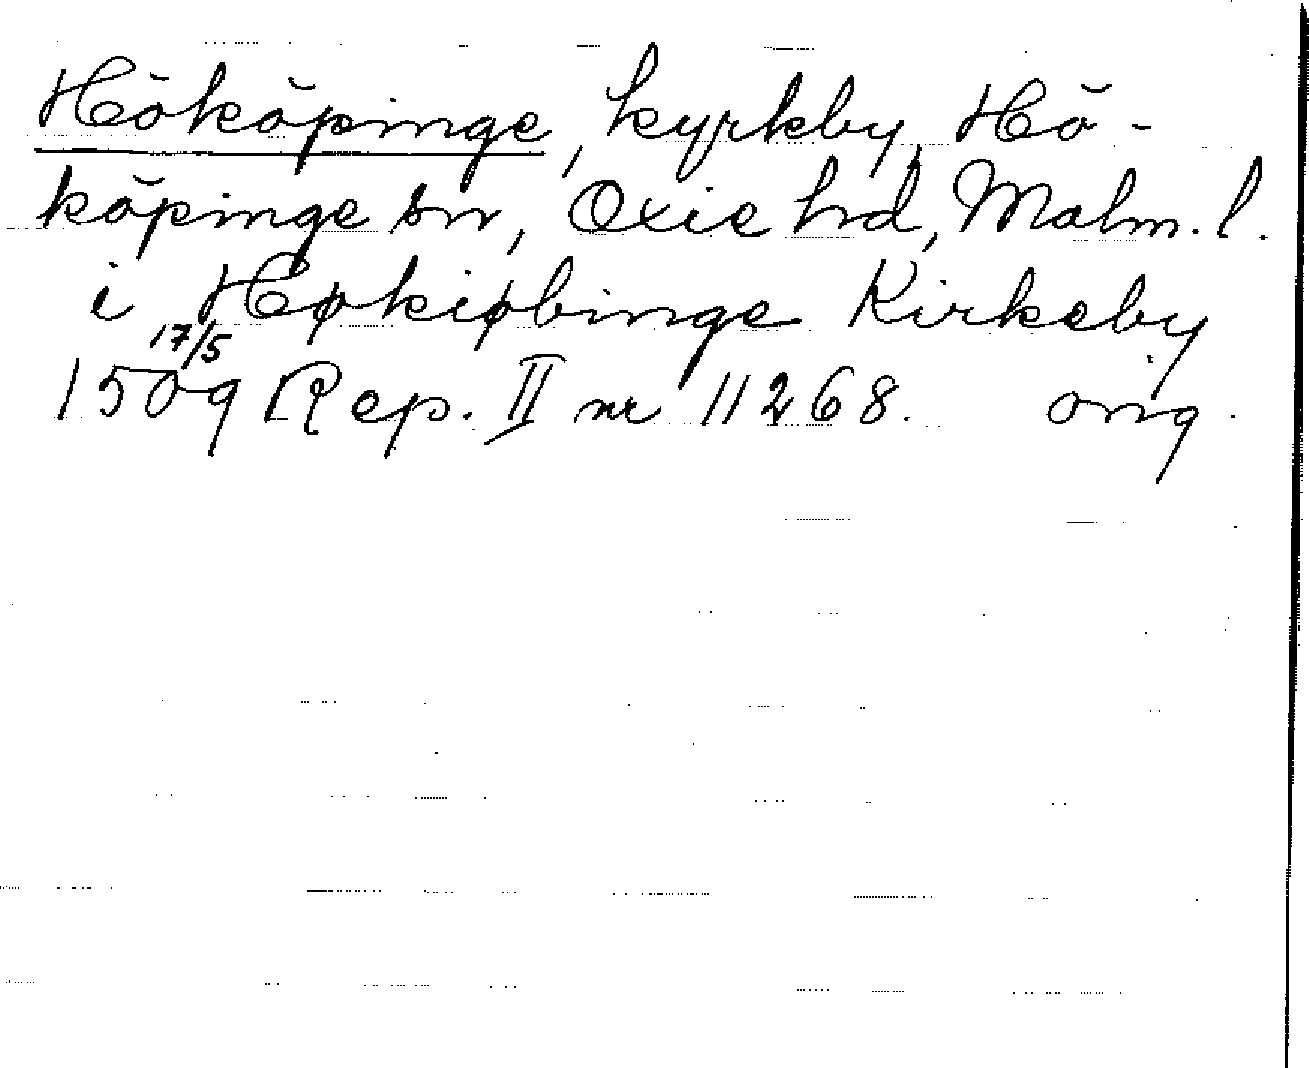 Hököpinge, kyrkby, Hö-
köpinge sn, Oxie hd, Malm. l.
i Høkiøbinge Kirkeby
17/5
1509 Rep. II nr 11268. orig.